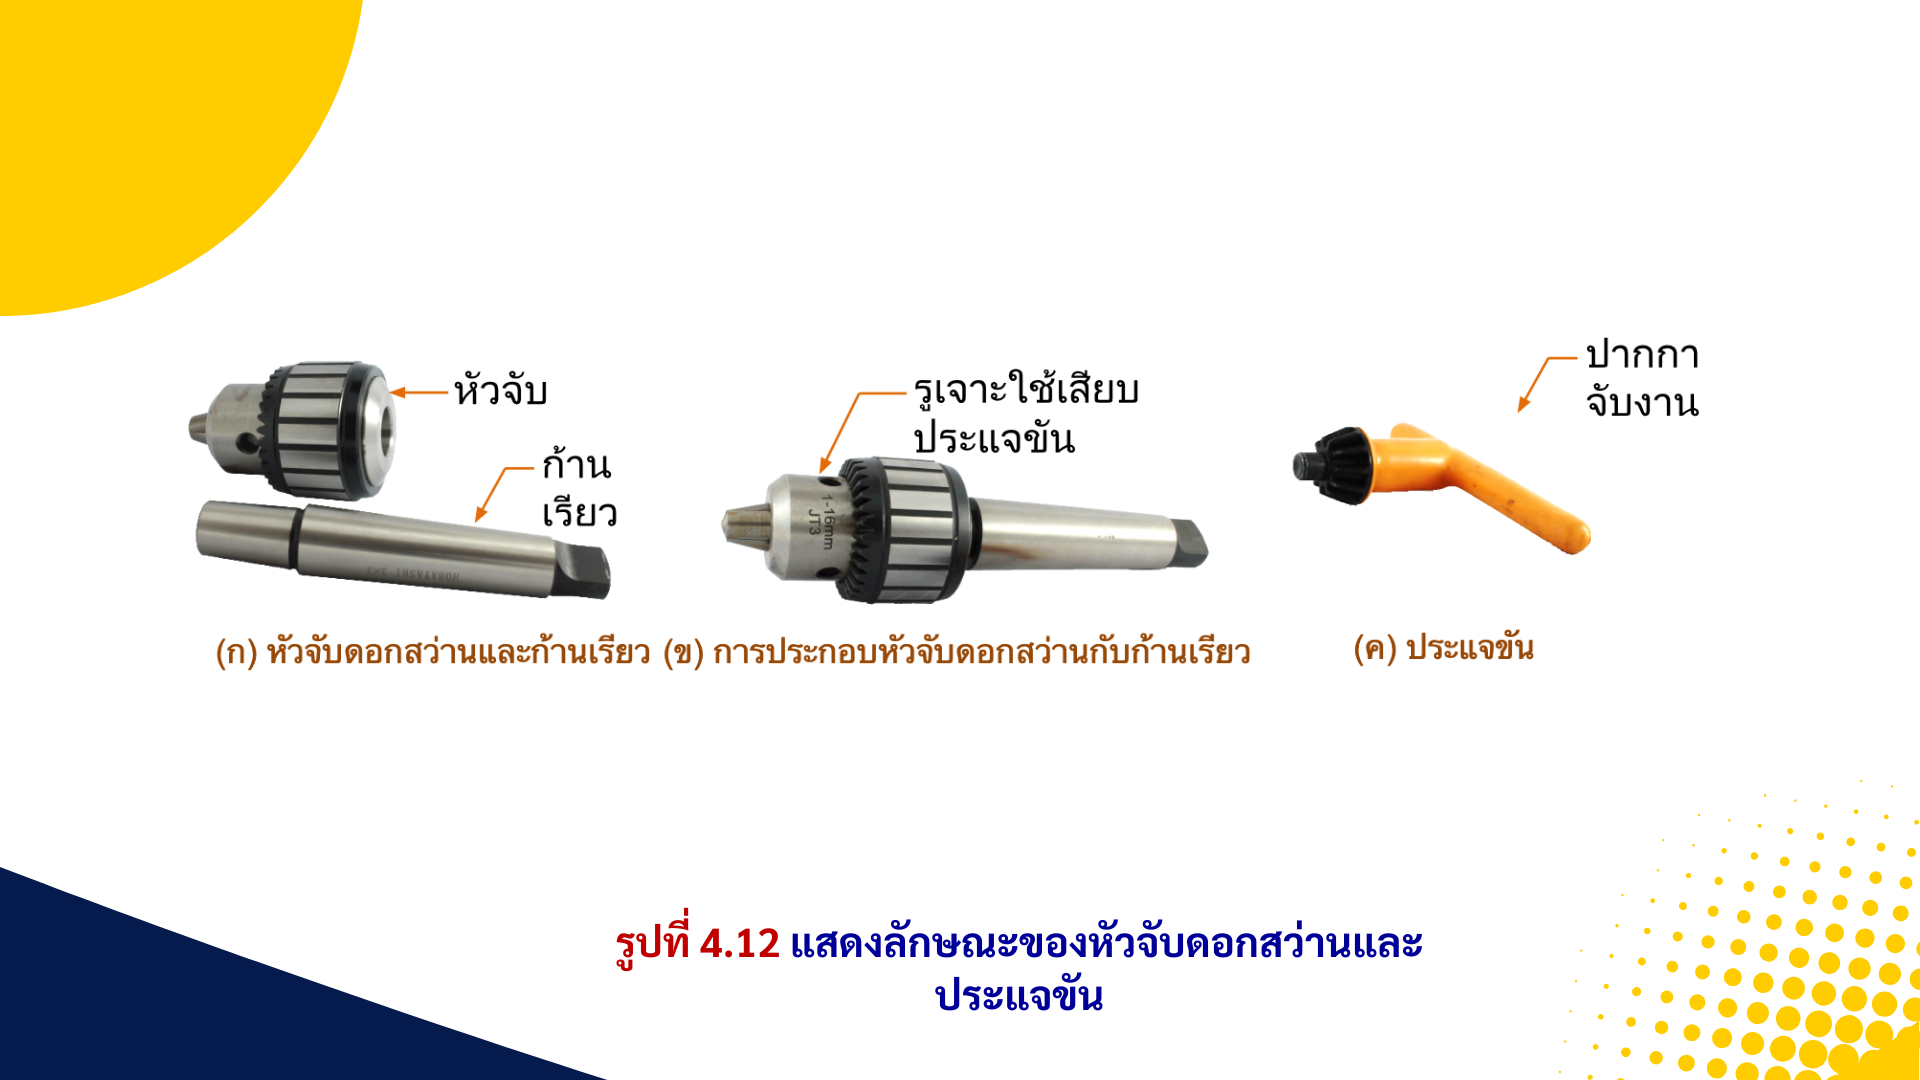 หัวจับ
ก้าน
เรียว
รูเจาะใช้เสียบ
ประแจขัน
1-16mm
JT3
ปากกา
จับงาน
(ก) หัวจับดอกสว่านและก้านเรียว
(ข) การประกอบหัวจับดอกสว่านกับก้านเรียว
(ค) ประแจขัน
รูปที่ 4.12 แสดงลักษณะของหัวจับดอกสว่านและ
ประแจขัน